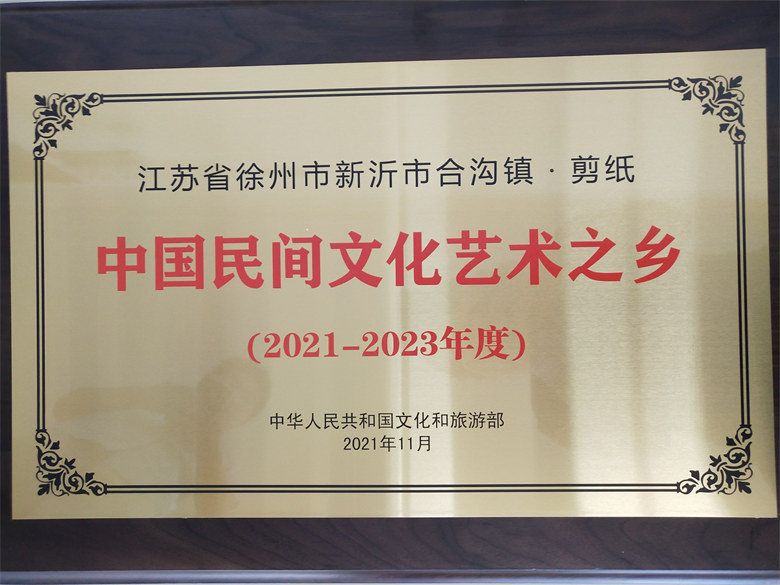 江苏省徐州市新沂市合沟镇·剪纸
中国民间文化艺术之乡
(2021-2023年度)
中华人民共和国文化和旅游部
2021年11月